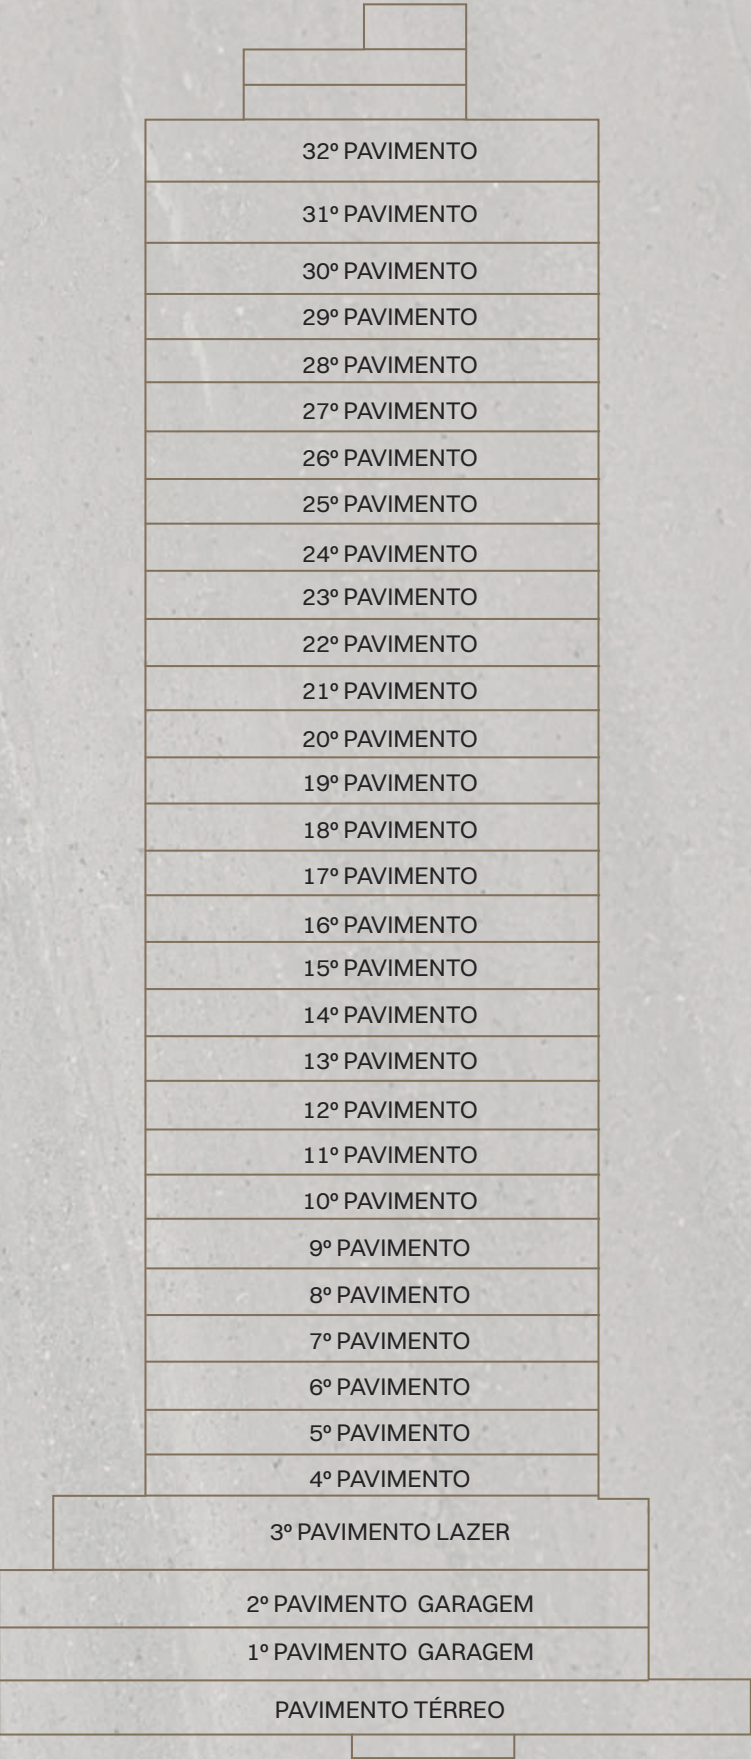 32º PAVIMENTO
31º PAVIMENTO
30º PAVIMENTO
29º PAVIMENTO
28º PAVIMENTO
27º PAVIMENTO
26º PAVIMENTO
25º PAVIMENTO
24º PAVIMENTO
23º PAVIMENTO
22º PAVIMENTO
21º PAVIMENTO
20º PAVIMENTO
19º PAVIMENTO
18º PAVIMENTO
17º PAVIMENTO
16º PAVIMENTO
15º PAVIMENTO
14º PAVIMENTO
13º PAVIMENTO
12º PAVIMENTO
11º PAVIMENTO
10º PAVIMENTO
9º PAVIMENTO
8º PAVIMENTO
7º PAVIMENTO
6º PAVIMENTO
5º PAVIMENTO
4º PAVIMENTO
3º PAVIMENTO LAZER
2º PAVIMENTO GARAGEM
1º PAVIMENTO GARAGEM
PAVIMENTO TÉRREO